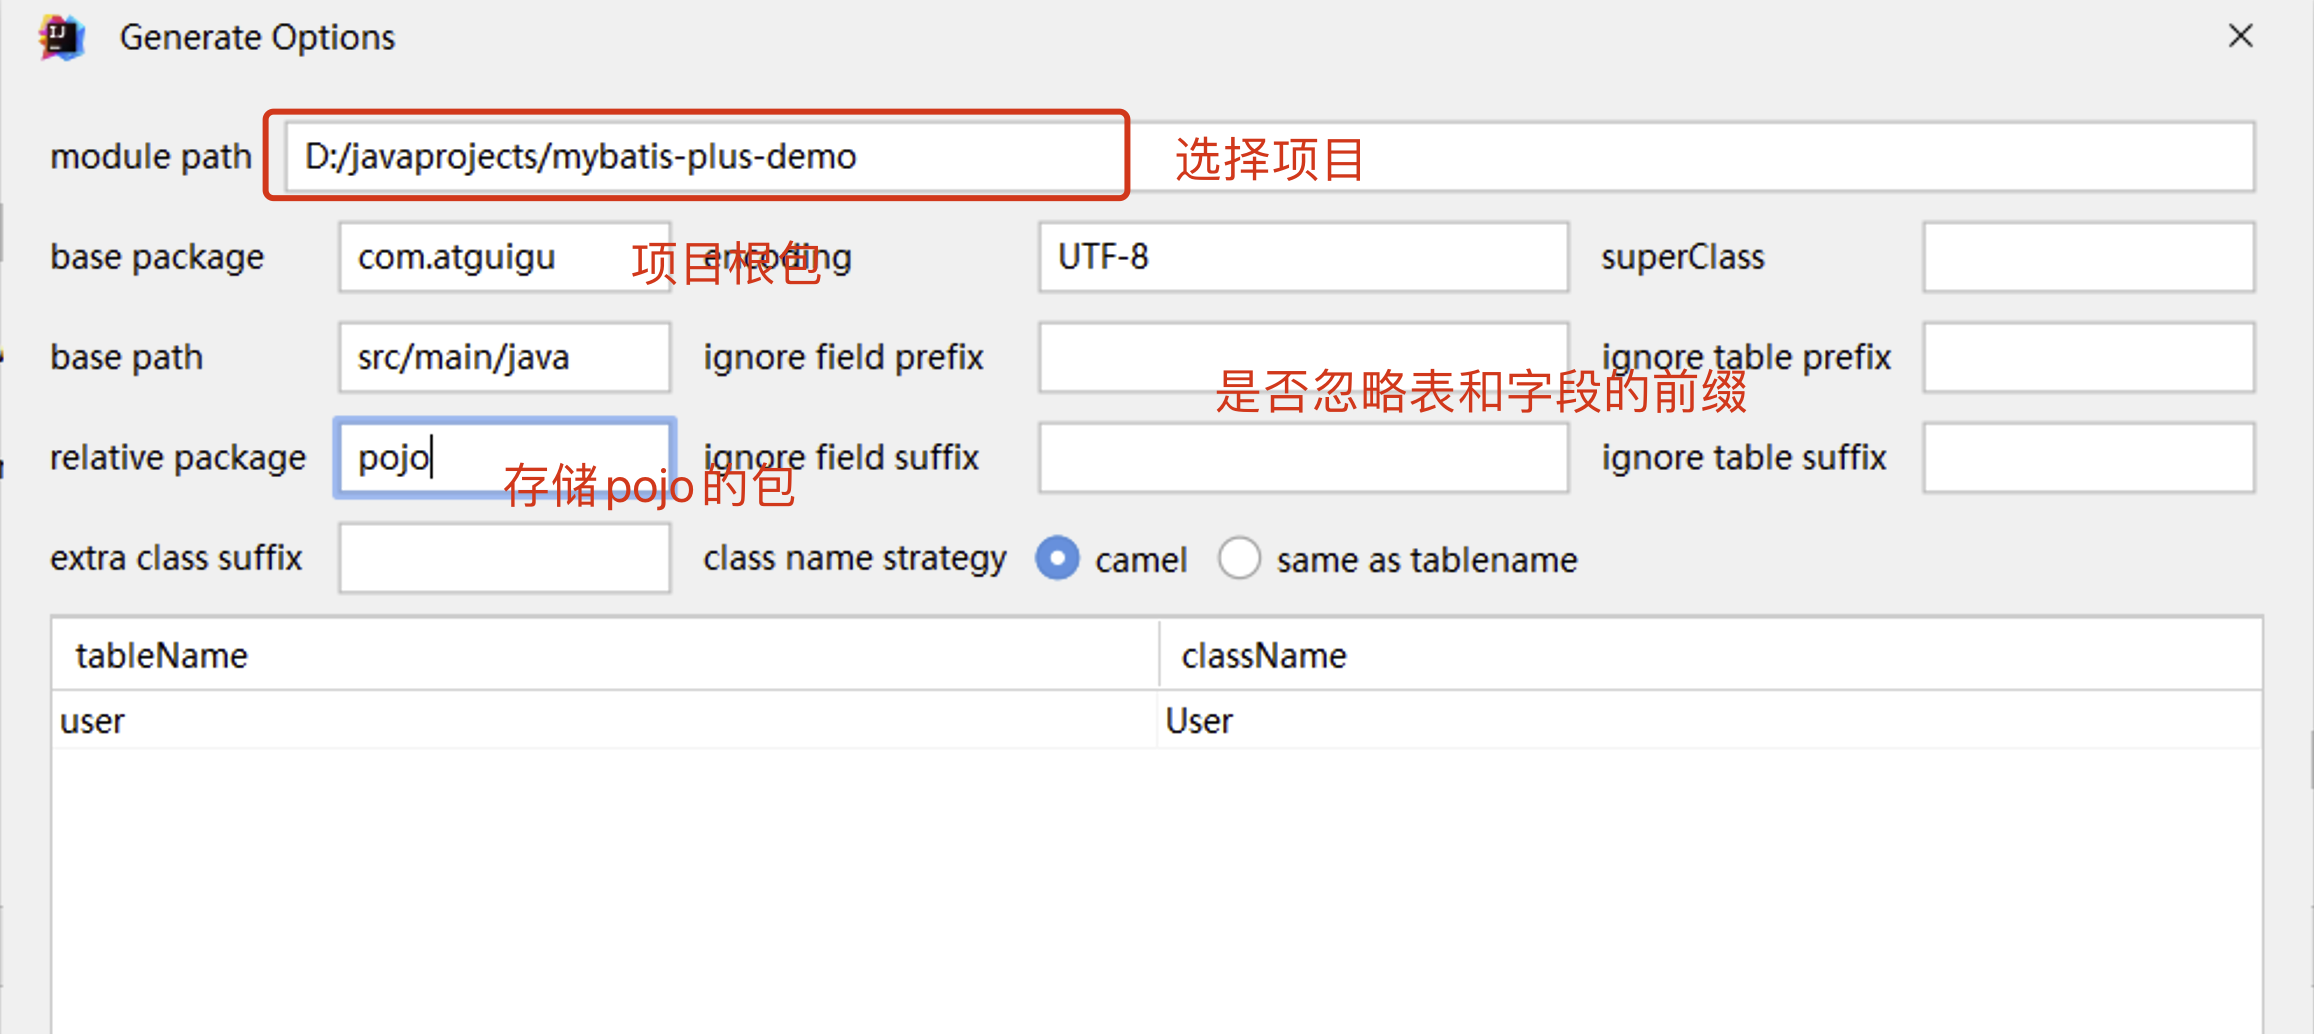 Generate Options
module path D:/javaprojects/mybatis-plus-demo 选择项目
base package com.atguigu 项目根包 encoding UTF-8 superClass
base path src/main/java ignore field prefix ignore table prefix
是否忽略表和字段的前缀
relative package pojo ignore field suffix ignore table suffix
存储pojo的包
extra class suffix class name strategy camel same as tablename
tableName className
user User